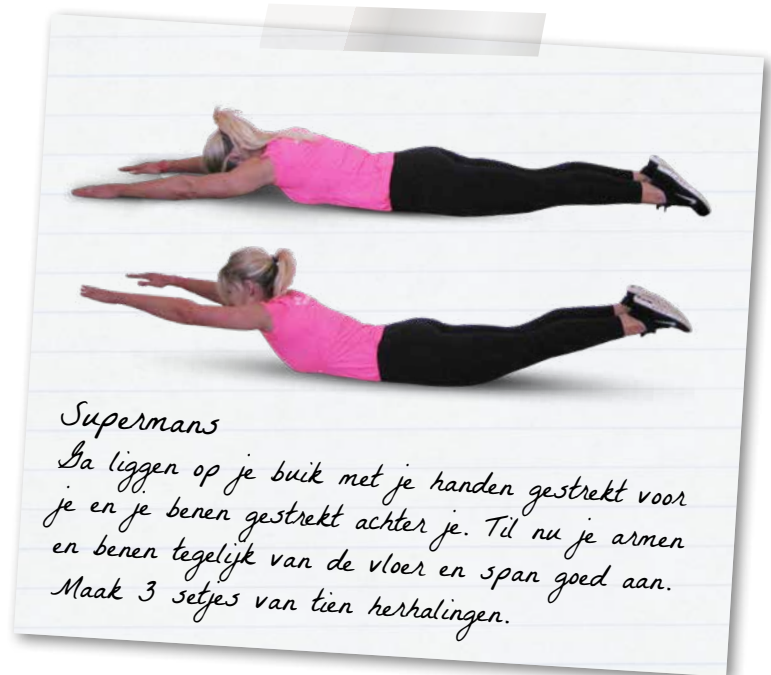 Supermans
Ga liggen op je buik met je handen gestrekt voor
je en je benen gestrekt achter je. Til nu je armen
en benen tegelijk van de vloer en span goed aan.
Maak 3 setjes van tien herhalingen.